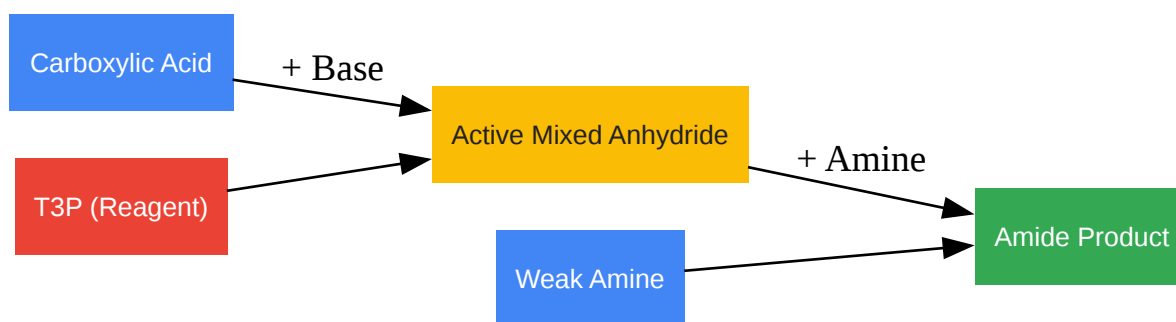 Carboxylic Acid
+ Base
T3P (Reagent)
Active Mixed Anhydride
+ Amine
Weak Amine
Amide Product